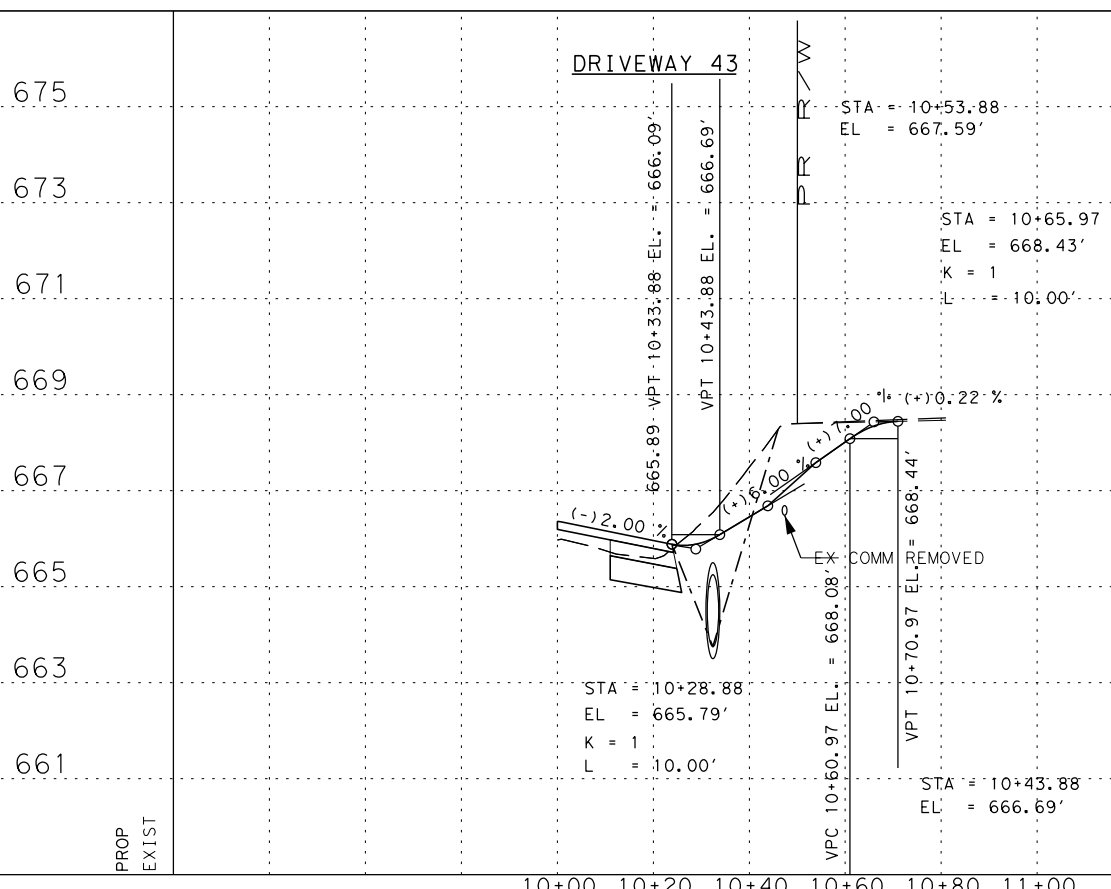 DRIVEWAY 43
675
673
671
669
667
665
663
661
PR R/W
STA = 10+53.88
EL = 667.59'
STA = 10+65.97
EL = 668.43'
K = 1
L = 10.00'
665.89 VPT 10+33.88 EL. = 666.09'
VPT 10+43.88 EL. = 666.69'
(-)2.00 %
(+)6.00 %
(+)7.00 %
(+)0.22 %
EX COMM REMOVED
STA = 10+28.88
EL = 665.79'
K = 1
L = 10.00'
VPC 10+60.97 EL. = 668.08'
VPT 10+70.97 EL. = 668.44'
STA = 10+43.88
EL = 666.69'
PROP
EXIST
10+00 10+20 10+40 10+60 10+80 11+00